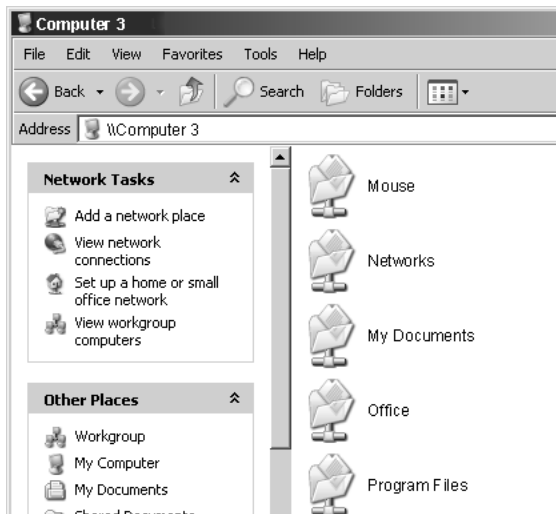 Computer 3
File Edit View Favorites Tools Help
Back Search Folders
Address \\Computer 3
Network Tasks
Add a network place
View network
connections
Set up a home or small
office network
View workgroup
computers
Other Places
Workgroup
My Computer
My Documents
Shared Documents
Mouse
Networks
My Documents
Office
Program Files